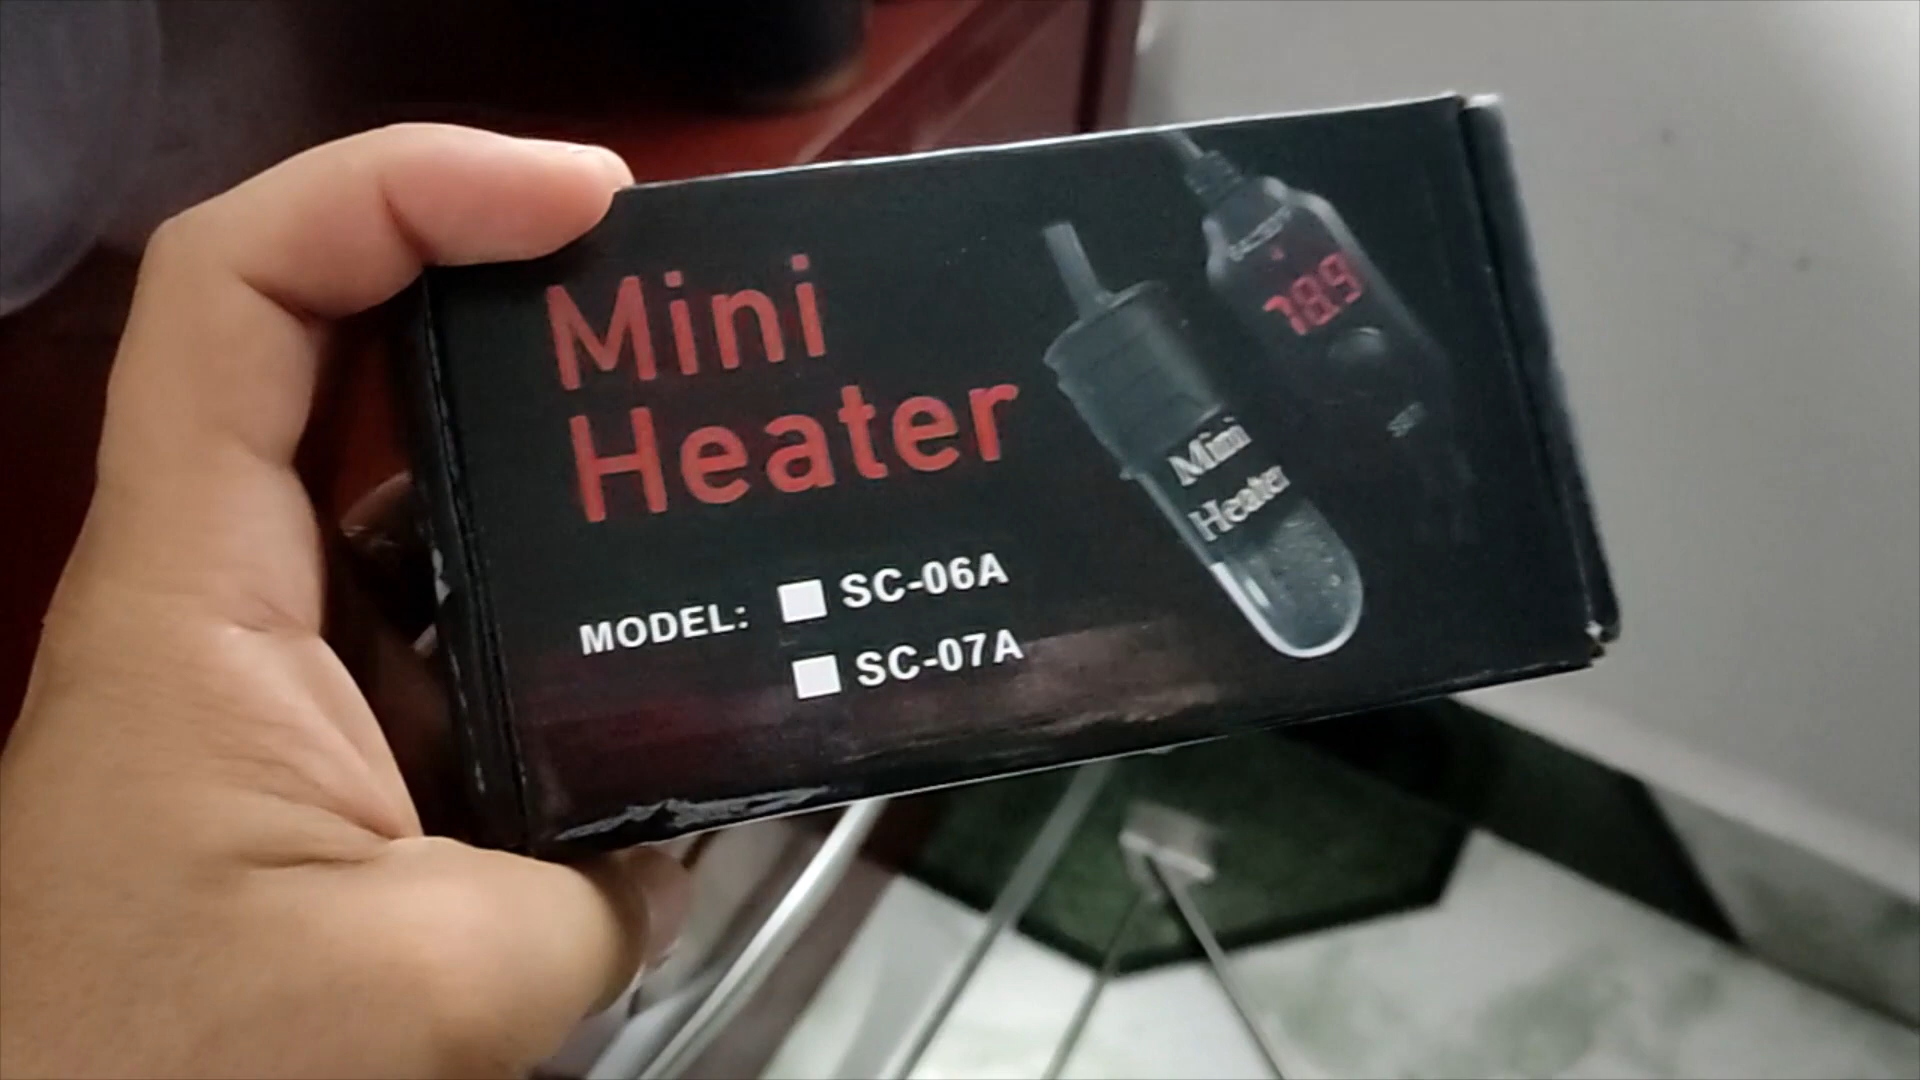 Mini
Heater
MODEL: SC-06A
SC-07A
78.9
Mini
Heater